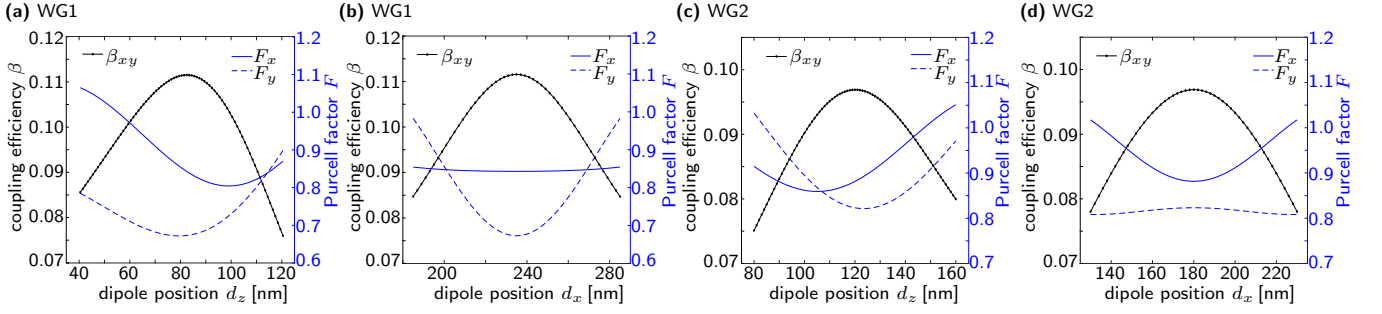 (a) WG1
0.12
0.11
0.10
0.09
0.08
0.07
coupling efficiency β
β_xy
F_x
F_y
1.2
1.1
1.0
0.9
0.8
0.7
0.6
Purcell factor F
40 60 80 100 120
dipole position d_z [nm]
(b) WG1
0.12
0.11
0.10
0.09
0.08
0.07
coupling efficiency β
β_xy
F_x
F_y
1.2
1.1
1.0
0.9
0.8
0.7
0.6
Purcell factor F
200 240 280
dipole position d_x [nm]
(c) WG2
0.10
0.09
0.08
0.07
coupling efficiency β
β_xy
F_x
F_y
1.2
1.1
1.0
0.9
0.8
0.7
Purcell factor F
80 100 120 140 160
dipole position d_z [nm]
(d) WG2
0.10
0.09
0.08
0.07
coupling efficiency β
β_xy
F_x
F_y
1.2
1.1
1.0
0.9
0.8
0.7
Purcell factor F
140 160 180 200 220
dipole position d_x [nm]